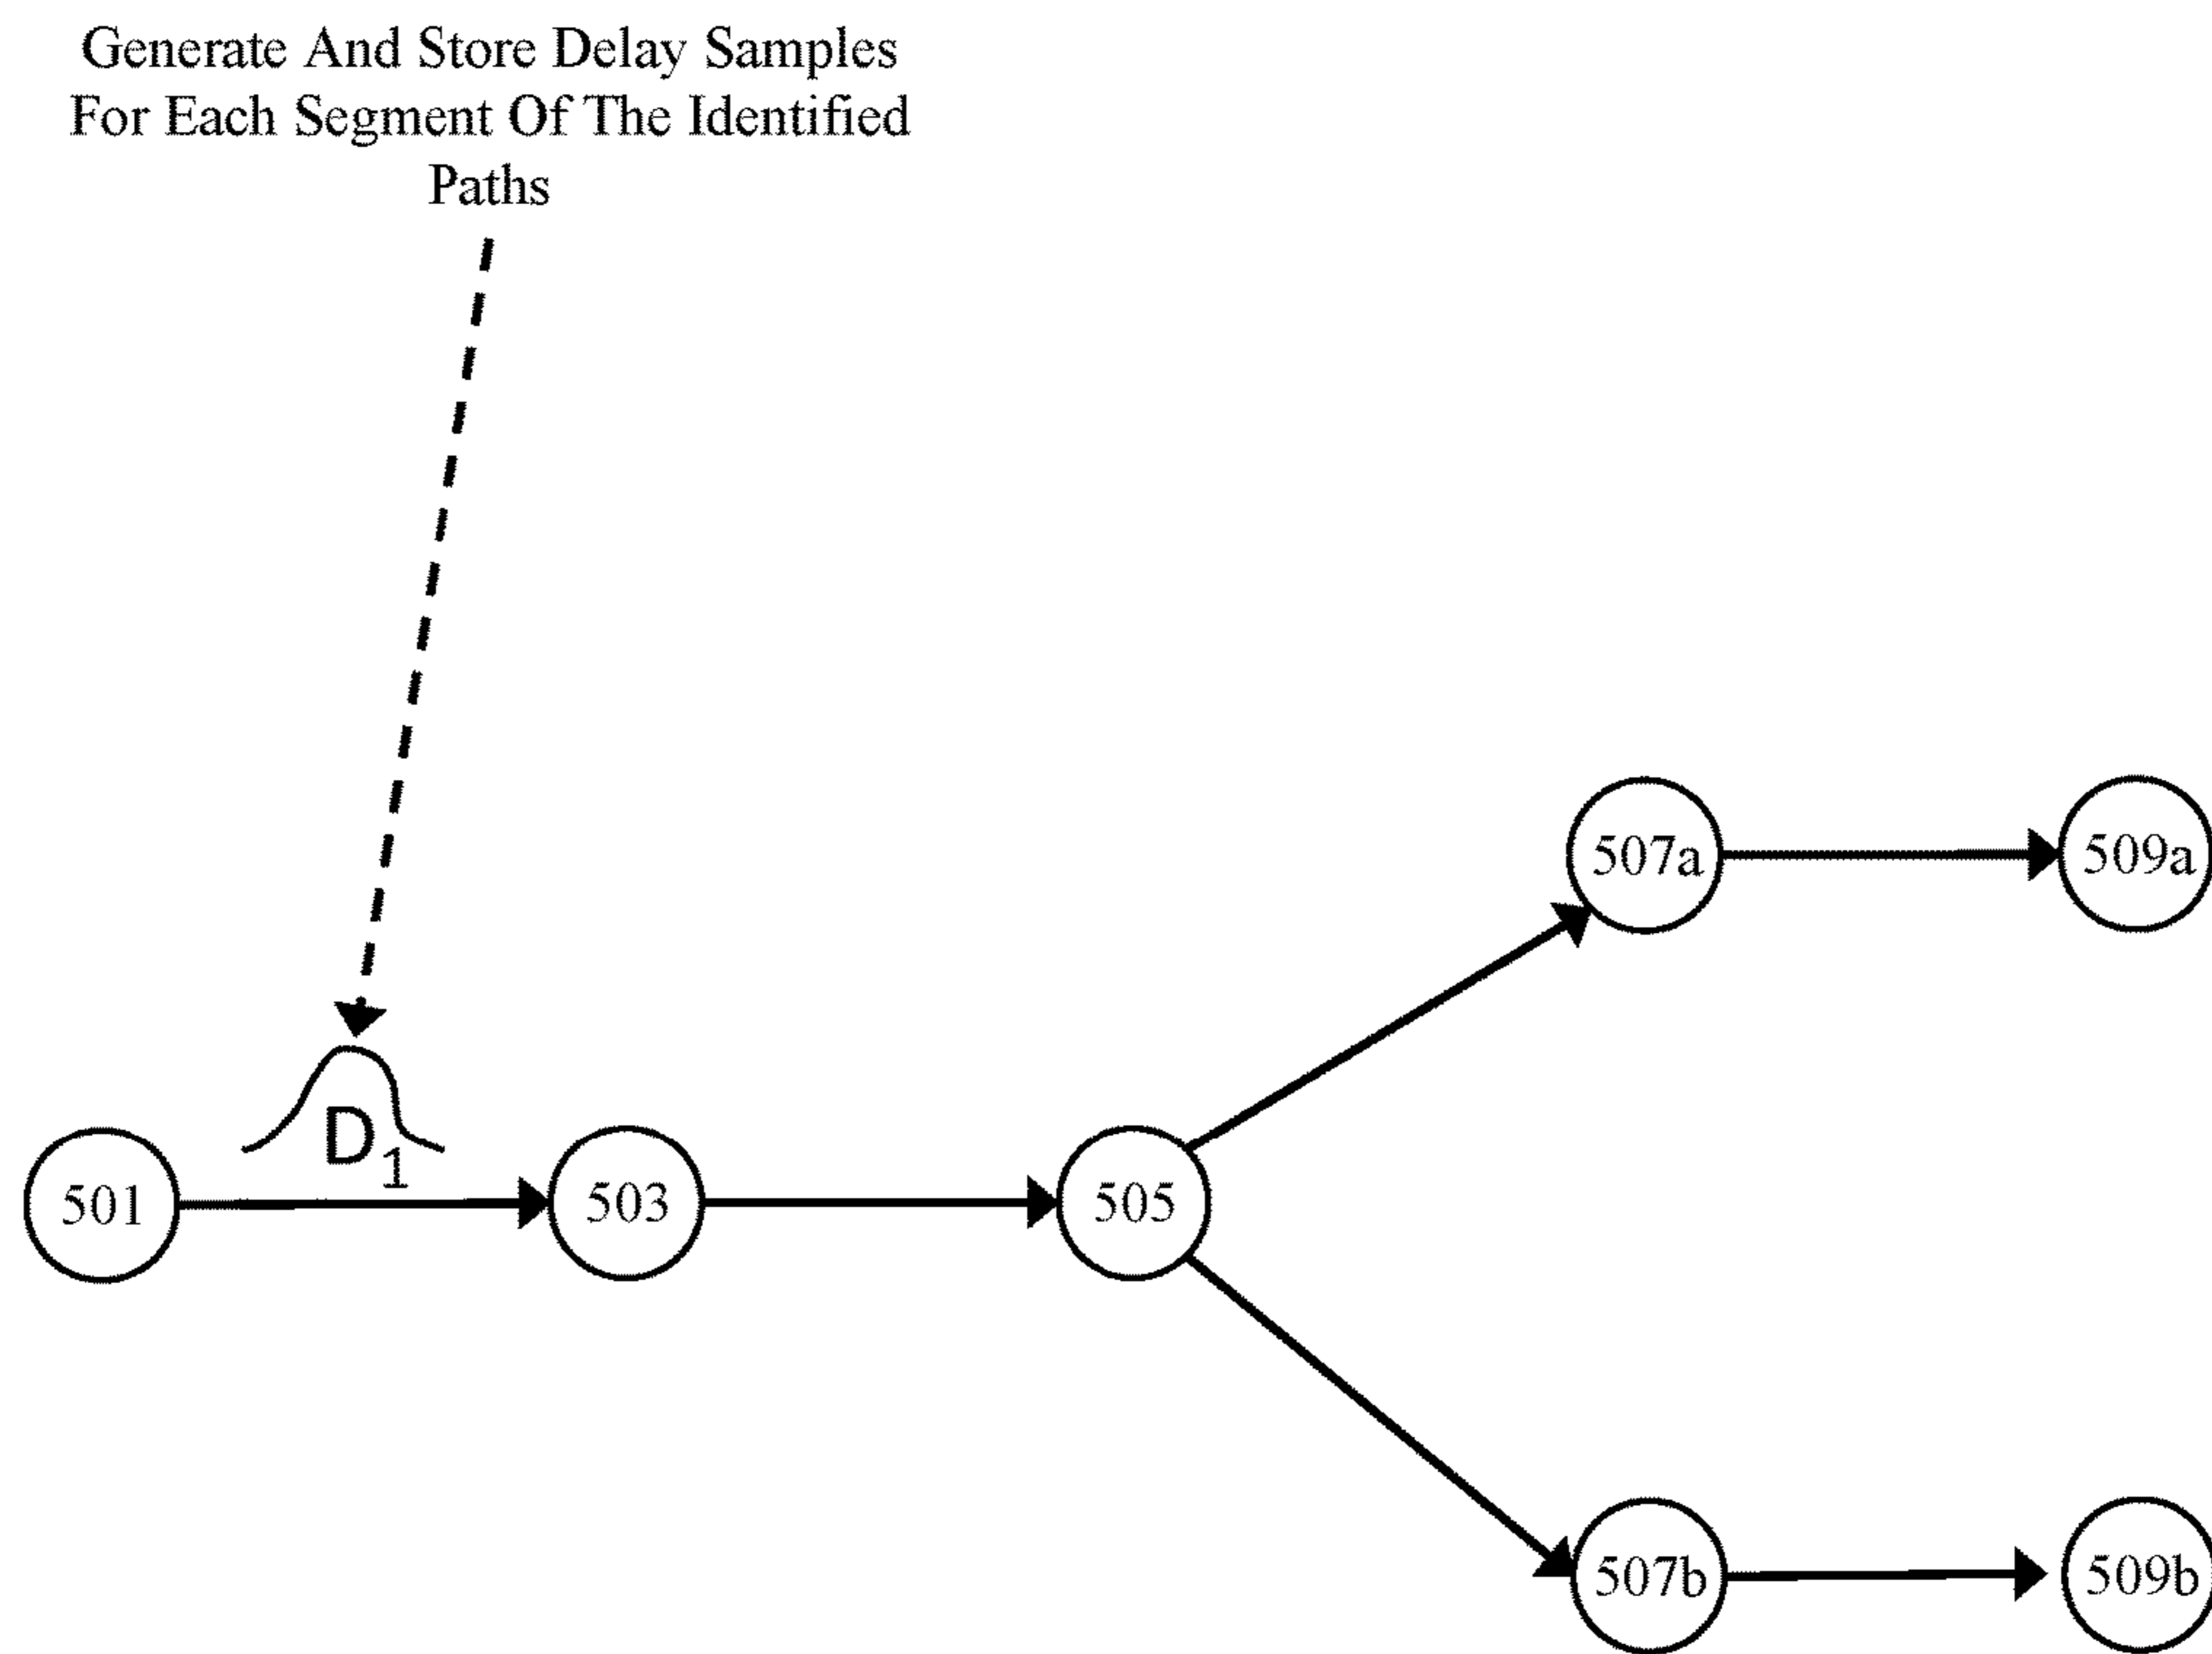 Generate And Store Delay Samples
For Each Segment Of The Identified
Paths
507a
509a
D1
501
503
505
507b
509b